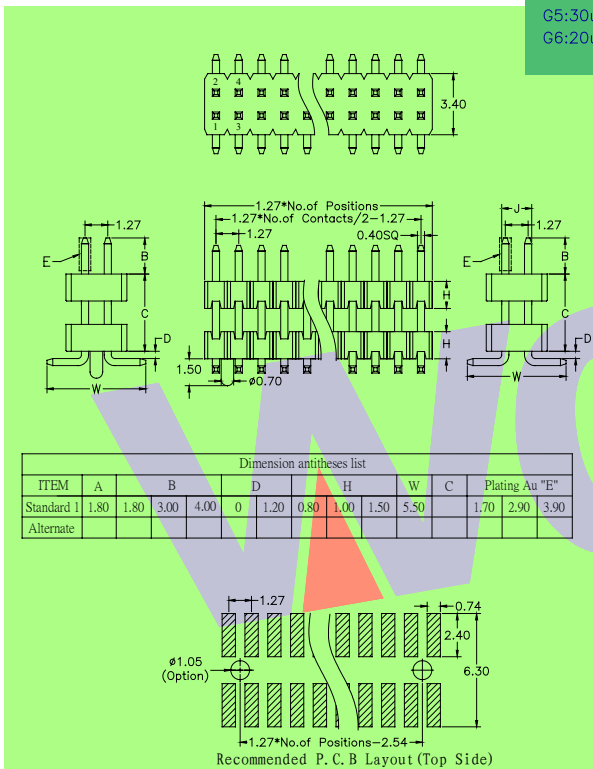 G5:30u
G6:20u
2 4
1 3
3.40
1.27*No.of Positions
1.27*No.of Contacts/2-1.27
1.27
0.40SQ
1.27
E
B
C
D
W
H
H
1.50
ø0.70
J
1.27
E
B
C
D
W
Dimension antitheses list
ITEM A B D H W C Plating Au "E"
Standard 1 1.80 1.80 3.00 4.00 0 1.20 0.80 1.00 1.50 5.50 1.70 2.90 3.90
Alternate
1.27
0.74
2.40
6.30
ø1.05
(Option)
1.27*No.of Positions-2.54
Recommended P.C.B Layout(Top Side)